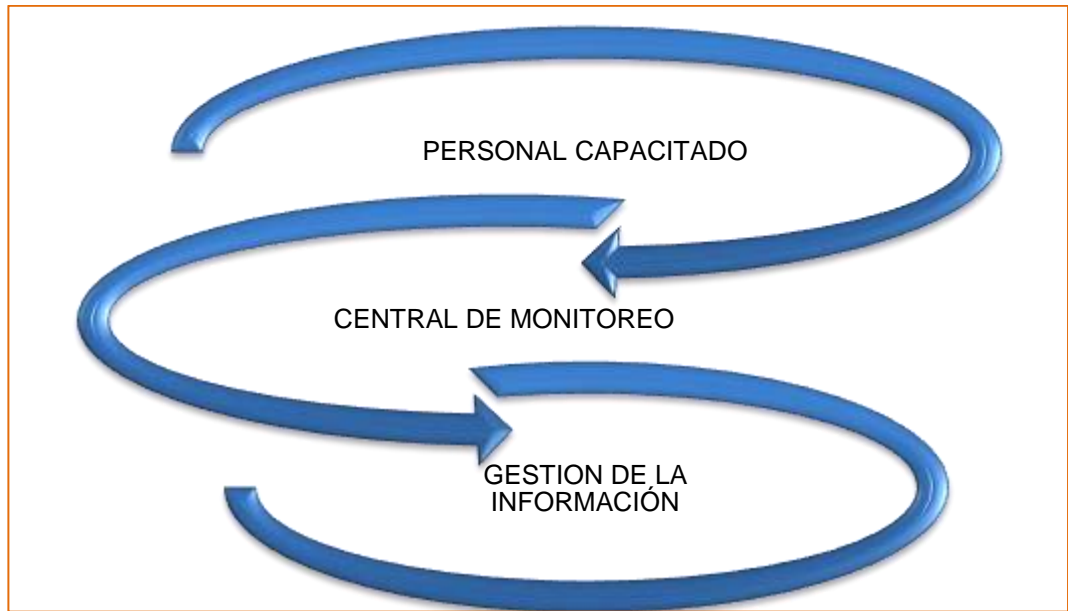 PERSONAL CAPACITADO
CENTRAL DE MONITOREO
GESTION DE LA
INFORMACIÓN